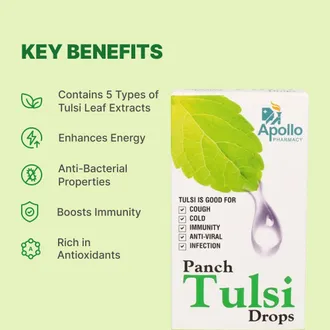 KEY BENEFITS
Contains 5 Types of
Tulsi Leaf Extracts
Enhances Energy
Anti-Bacterial
Properties
Boosts Immunity
A
Rich in
Antioxidants
Apollo
PHARMACY
TULSI IS GOOD FOR
COUGH
COLD
IMMUNITY
ANTI-VIRAL
INFECTION
Panch
Tulsi
Drops